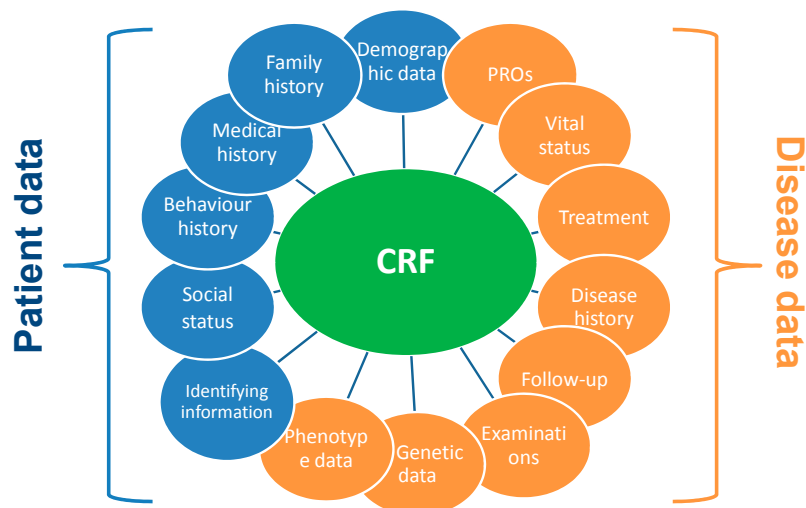 Patient data
Family
history
Demograp
hic data
PROs
Medical
history
Vital
status
Behaviour
history
Treatment
CRF
Social
status
Disease
history
Identifying
information
Follow-up
Phenotyp
e data
Genetic
data
Examinati
ons
Disease data